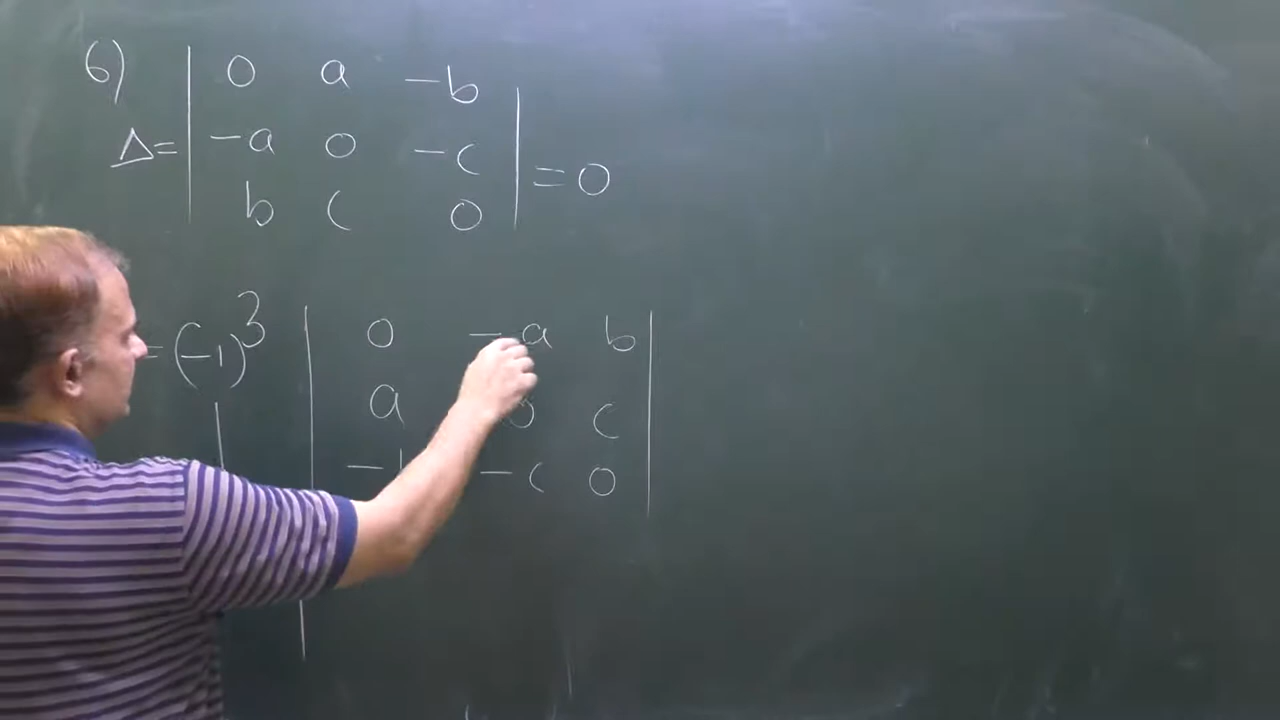 6)
| 0 a -b |
Δ = | -a 0 -c | = 0
| b c 0 |
= (-1)^3 | 0 -a b |
| a 0 c |
| - -c 0 |